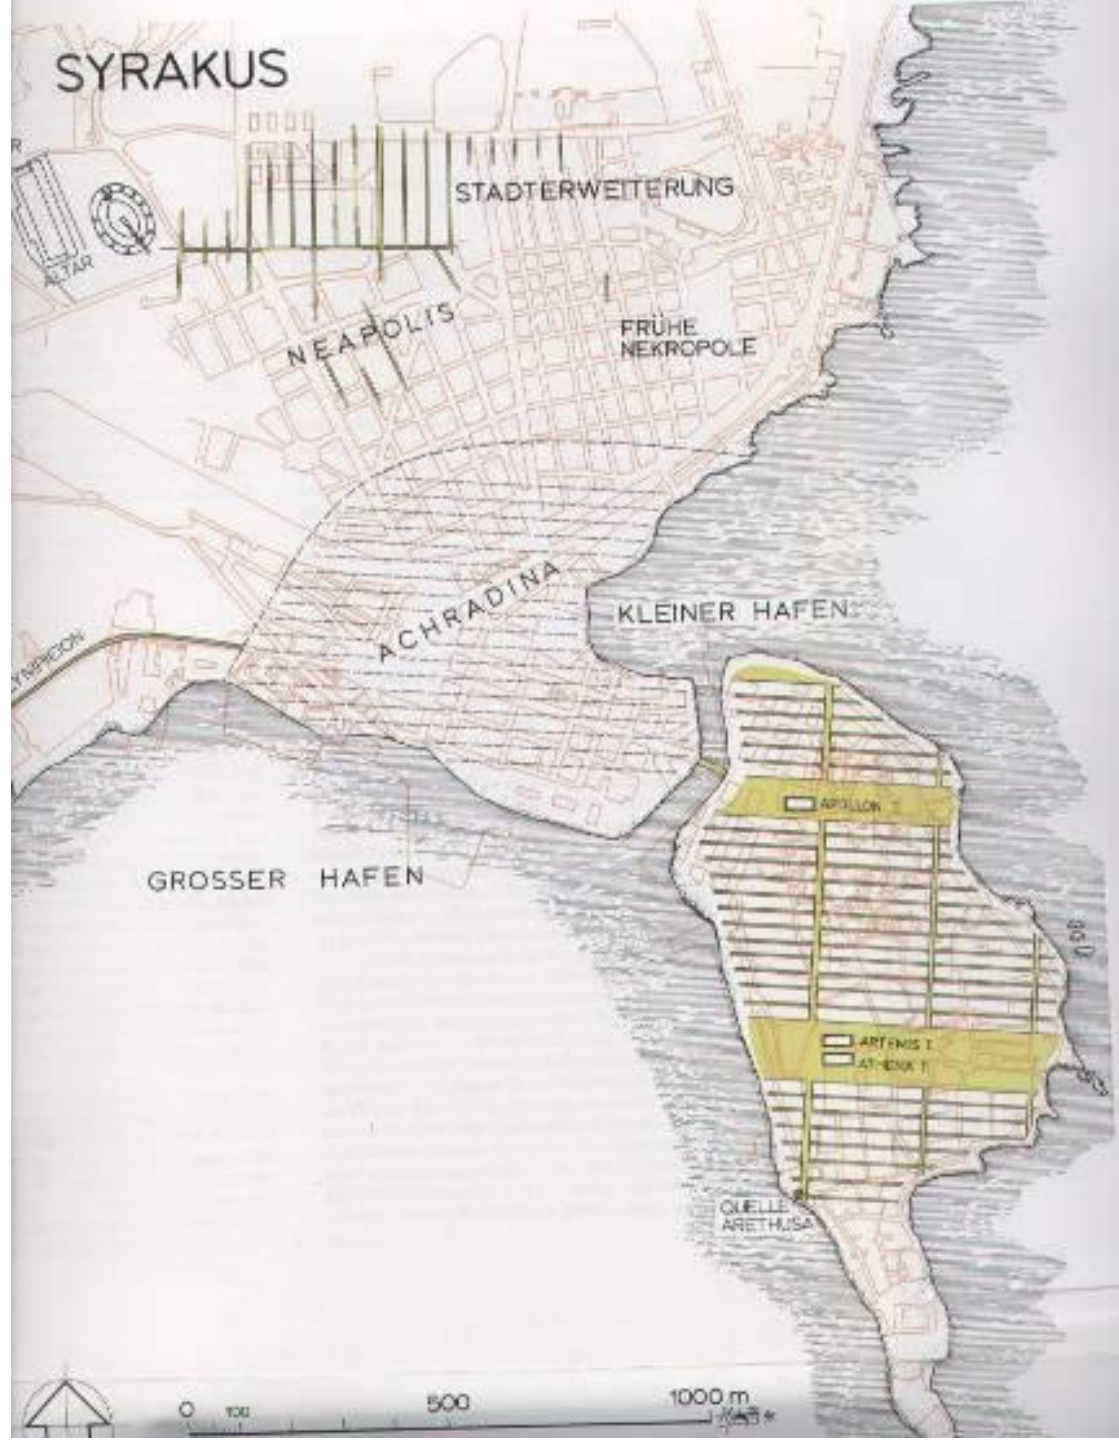 SYRAKUS
STADTERWEITERUNG
ALTAR
NEAPOLIS
FRÜHE
NEKROPOLE
ACHRADINA
KLEINER HAFEN
YMPIEION
APOLLON T.
GROSSER HAFEN
ARTEMIS T.
ATHENA T.
QUELLE
ARETHUSA
0 100 500 1000 m